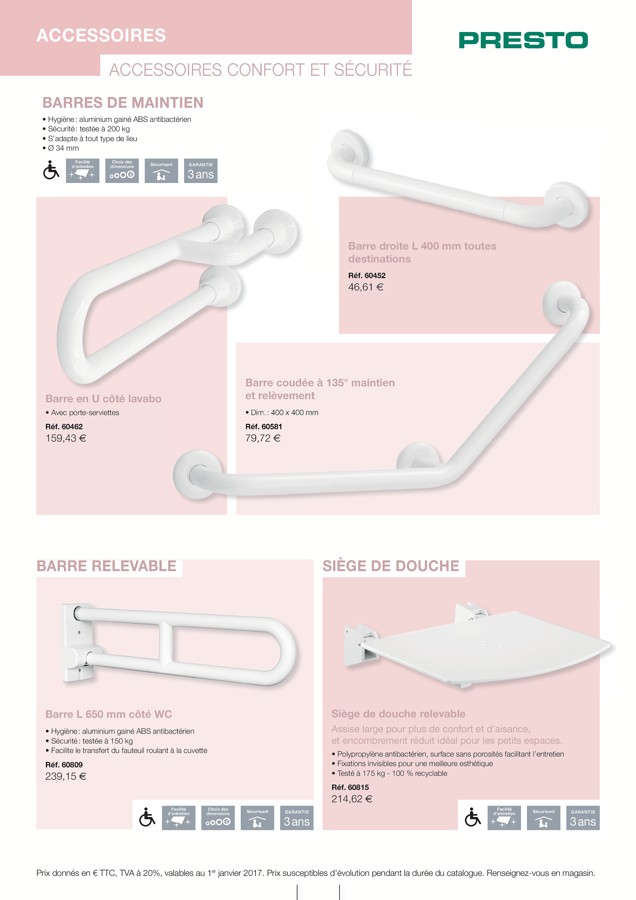 ACCESSOIRES
PRESTO
ACCESSOIRES CONFORT ET SÉCURITÉ
BARRES DE MAINTIEN
• Hygiène : aluminium gainé ABS antibactérien
• Sécurité : testée à 200 kg
• S'adapte à tout type de lieu
• Ø 34 mm
Facilité d'entretien
Choix des dimensions
Sécurisant
GARANTIE
3 ans
Barre droite L 400 mm toutes
destinations
Réf. 60452
46,61 €
Barre en U côté lavabo
• Avec porte-serviettes
Réf. 60462
159,43 €
Barre coudée à 135° maintien
et relèvement
• Dim. : 400 x 400 mm
Réf. 60581
79,72 €
BARRE RELEVABLE
Barre L 650 mm côté WC
• Hygiène : aluminium gainé ABS antibactérien
• Sécurité : testée à 150 kg
• Facilite le transfert du fauteuil roulant à la cuvette
Réf. 60809
239,15 €
Facilité d'entretien
Choix des dimensions
Sécurisant
GARANTIE
3 ans
SIÈGE DE DOUCHE
Siège de douche relevable
Assise large pour plus de confort et d'aisance,
et encombrement réduit idéal pour les petits espaces.
• Polypropylène antibactérien, surface sans porosités facilitant l'entretien
• Fixations invisibles pour une meilleure esthétique
• Testé à 175 kg - 100 % recyclable
Réf. 60815
214,62 €
Facilité d'entretien
Sécurisant
GARANTIE
3 ans
Prix donnés en € TTC, TVA à 20%, valables au 1er janvier 2017. Prix susceptibles d'évolution pendant la durée du catalogue. Renseignez-vous en magasin.